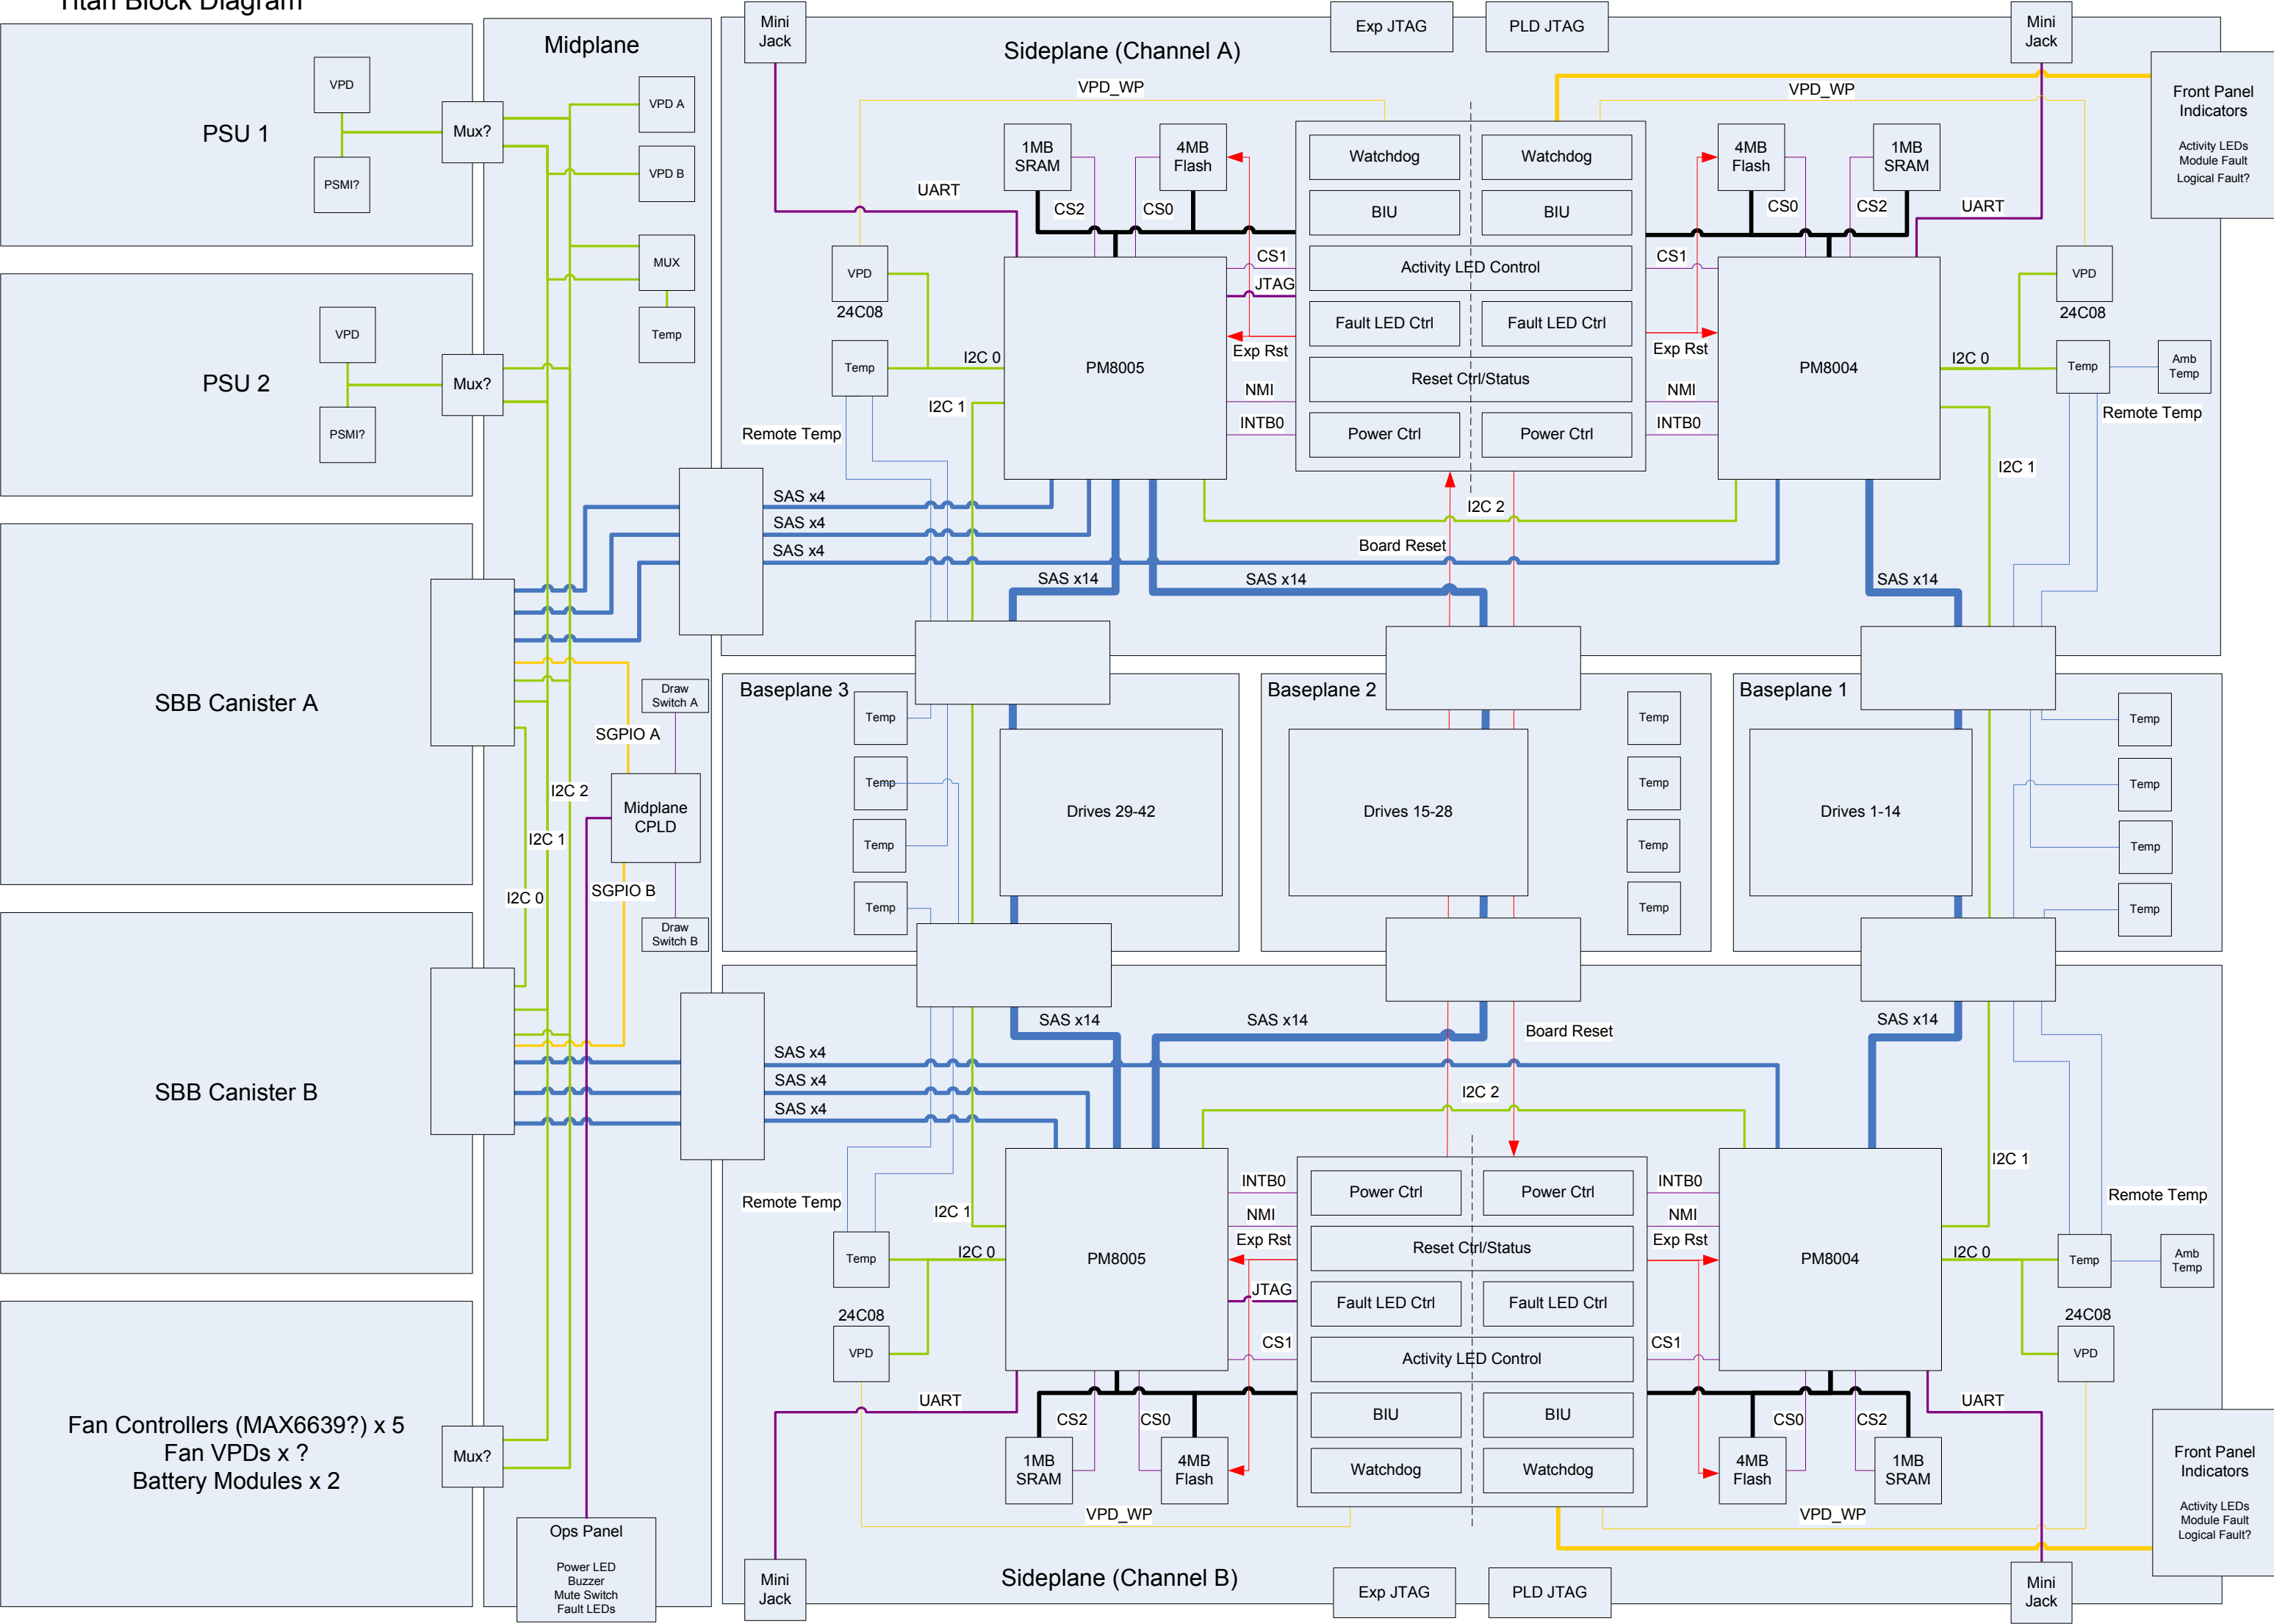 Titan Block Diagram
PSU 1
VPD
PSMI?
Mux?
PSU 2
VPD
PSMI?
Mux?
SBB Canister A
SBB Canister B
Fan Controllers (MAX6639?) x 5
Fan VPDs x ?
Battery Modules x 2
Mux?
Midplane
VPD A
VPD B
MUX
Temp
Draw
Switch A
SGPIO A
I2C 2
Midplane
CPLD
I2C 1
SGPIO B
I2C 0
Draw
Switch B
Ops Panel
Power LED
Buzzer
Mute Switch
Fault LEDs
Mini
Jack
Sideplane (Channel A)
Exp JTAG
PLD JTAG
Mini
Jack
VPD_WP
VPD_WP
Front Panel
Indicators
Activity LEDs
Module Fault
Logical Fault?
1MB
SRAM
4MB
Flash
Watchdog
Watchdog
4MB
Flash
1MB
SRAM
UART
CS2
CS0
BIU
BIU
CS0
CS2
UART
VPD
24C08
CS1
Activity LED Control
CS1
VPD
24C08
JTAG
Fault LED Ctrl
Fault LED Ctrl
Exp Rst
Exp Rst
Temp
I2C 0
PM8005
Reset Ctrl/Status
PM8004
I2C 0
Temp
Amb
Temp
NMI
NMI
I2C 1
Remote Temp
INTB0
Power Ctrl
Power Ctrl
INTB0
Remote Temp
I2C 1
SAS x4
SAS x4
SAS x4
I2C 2
Board Reset
SAS x14
SAS x14
SAS x14
Baseplane 3
Temp
Temp
Temp
Temp
Drives 29-42
Baseplane 2
Drives 15-28
Temp
Temp
Temp
Temp
Baseplane 1
Drives 1-14
Temp
Temp
Temp
Temp
SAS x14
SAS x14
Board Reset
SAS x14
SAS x4
SAS x4
SAS x4
I2C 2
I2C 1
Remote Temp
INTB0
Power Ctrl
Power Ctrl
INTB0
Remote Temp
I2C 1
NMI
NMI
Exp Rst
Exp Rst
Temp
I2C 0
PM8005
Reset Ctrl/Status
PM8004
I2C 0
Temp
Amb
Temp
JTAG
Fault LED Ctrl
Fault LED Ctrl
24C08
VPD
CS1
Activity LED Control
CS1
24C08
VPD
UART
CS2
CS0
BIU
BIU
CS0
CS2
UART
1MB
SRAM
4MB
Flash
Watchdog
Watchdog
4MB
Flash
1MB
SRAM
Front Panel
Indicators
Activity LEDs
Module Fault
Logical Fault?
VPD_WP
VPD_WP
Mini
Jack
Sideplane (Channel B)
Exp JTAG
PLD JTAG
Mini
Jack